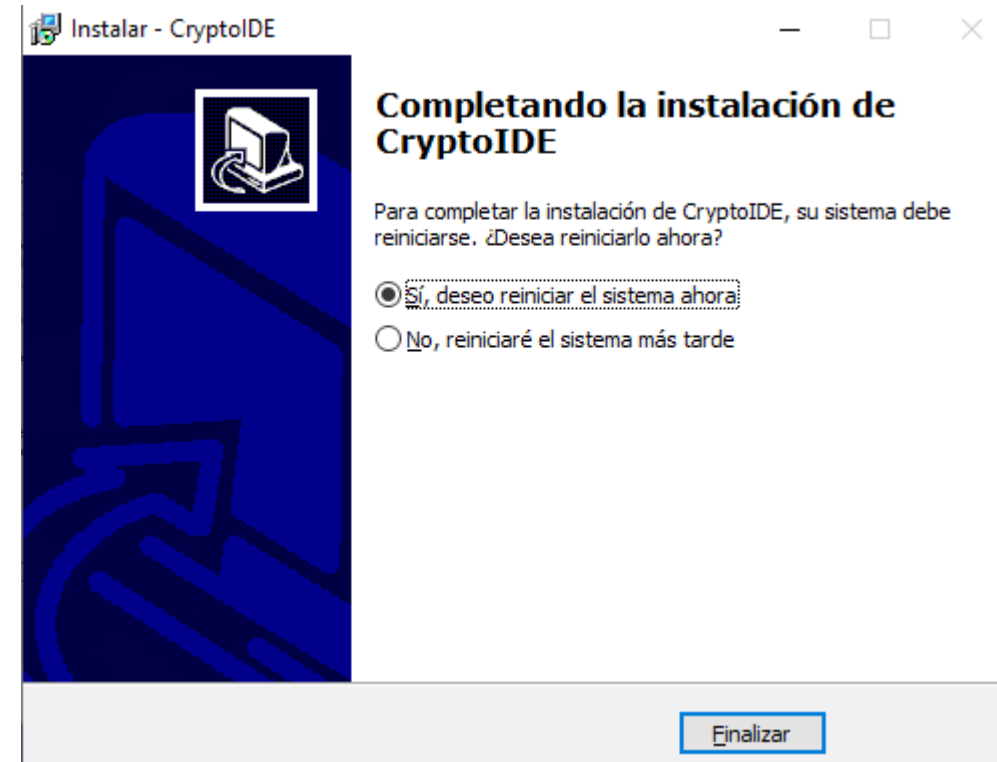 Instalar - CryptoIDE
Completando la instalación de
CryptoIDE
Para completar la instalación de CryptoIDE, su sistema debe
reiniciarse. ¿Desea reiniciarlo ahora?
Sí, deseo reiniciar el sistema ahora
No, reiniciaré el sistema más tarde
Finalizar